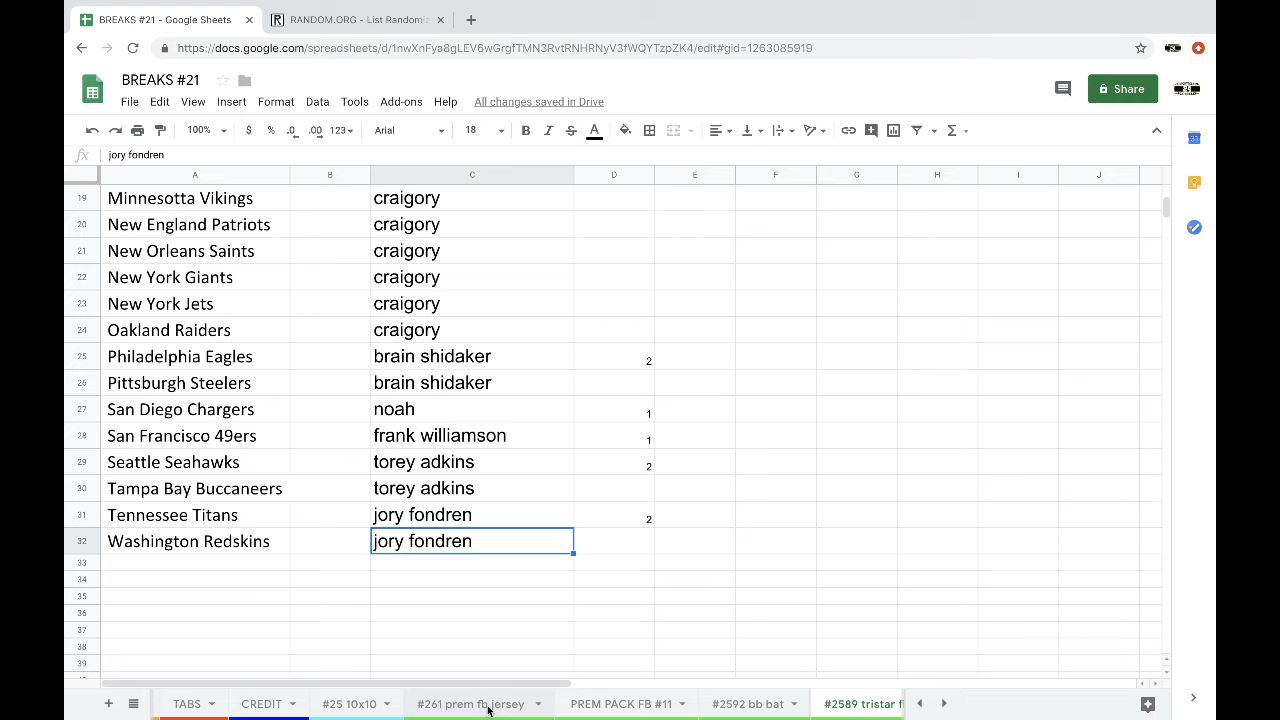 BREAKS #21 - Google Sheets
RANDOM.ORG - List Randomiz
https://docs.google.com/spreadsheets/d/1nwXnFya8gLEV6wGrgfTMN3RvtRNHRNyV3fWQYTzpZK4/edit#gid=1263085919
BREAKS #21
File Edit View Insert Format Data Tools Add-ons Help All changes saved in Drive
Share
100% $ % .0 .00 123 Arial 18 B I S A
fx jory fondren
A B C D E F G H I J
19 Minnesotta Vikings craigory
20 New England Patriots craigory
21 New Orleans Saints craigory
22 New York Giants craigory
23 New York Jets craigory
24 Oakland Raiders craigory
25 Philadelphia Eagles brain shidaker 2
26 Pittsburgh Steelers brain shidaker
27 San Diego Chargers noah 1
28 San Francisco 49ers frank williamson 1
29 Seattle Seahawks torey adkins 2
30 Tampa Bay Buccaneers torey adkins
31 Tennessee Titans jory fondren 2
32 Washington Redskins jory fondren
33
34
35
36
37
38
39
TABS CREDIT #25 10x10 fb jersey PREM PACK FB #11 #2592 bb bat #2589 tristar f